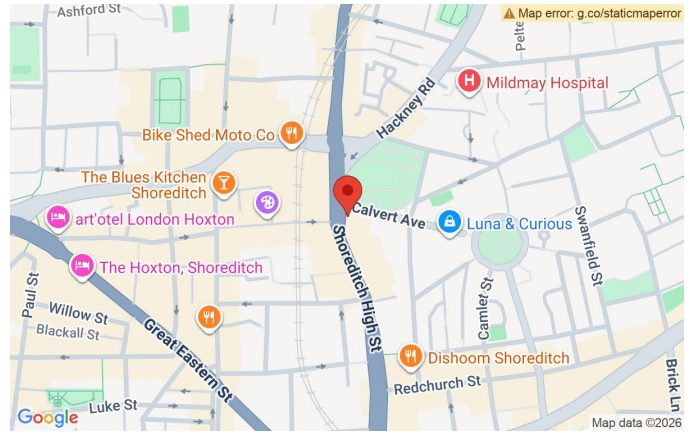 Ashford St
⚠ Map error: g.co/staticmaperror
Pelte
Hackney Rd
H
Mildmay Hospital
Bike Shed Moto Co
The Blues Kitchen
Shoreditch
Calvert Ave
art'otel London Hoxton
Luna & Curious
Swanfield St
Shoreditch High St
The Hoxton, Shoreditch
Paul St
Camlet St
Willow St
Blackall St
Great Eastern St
Dishoom Shoreditch
Redchurch St
Brick Ln
Luke St
Google
Map data ©2026